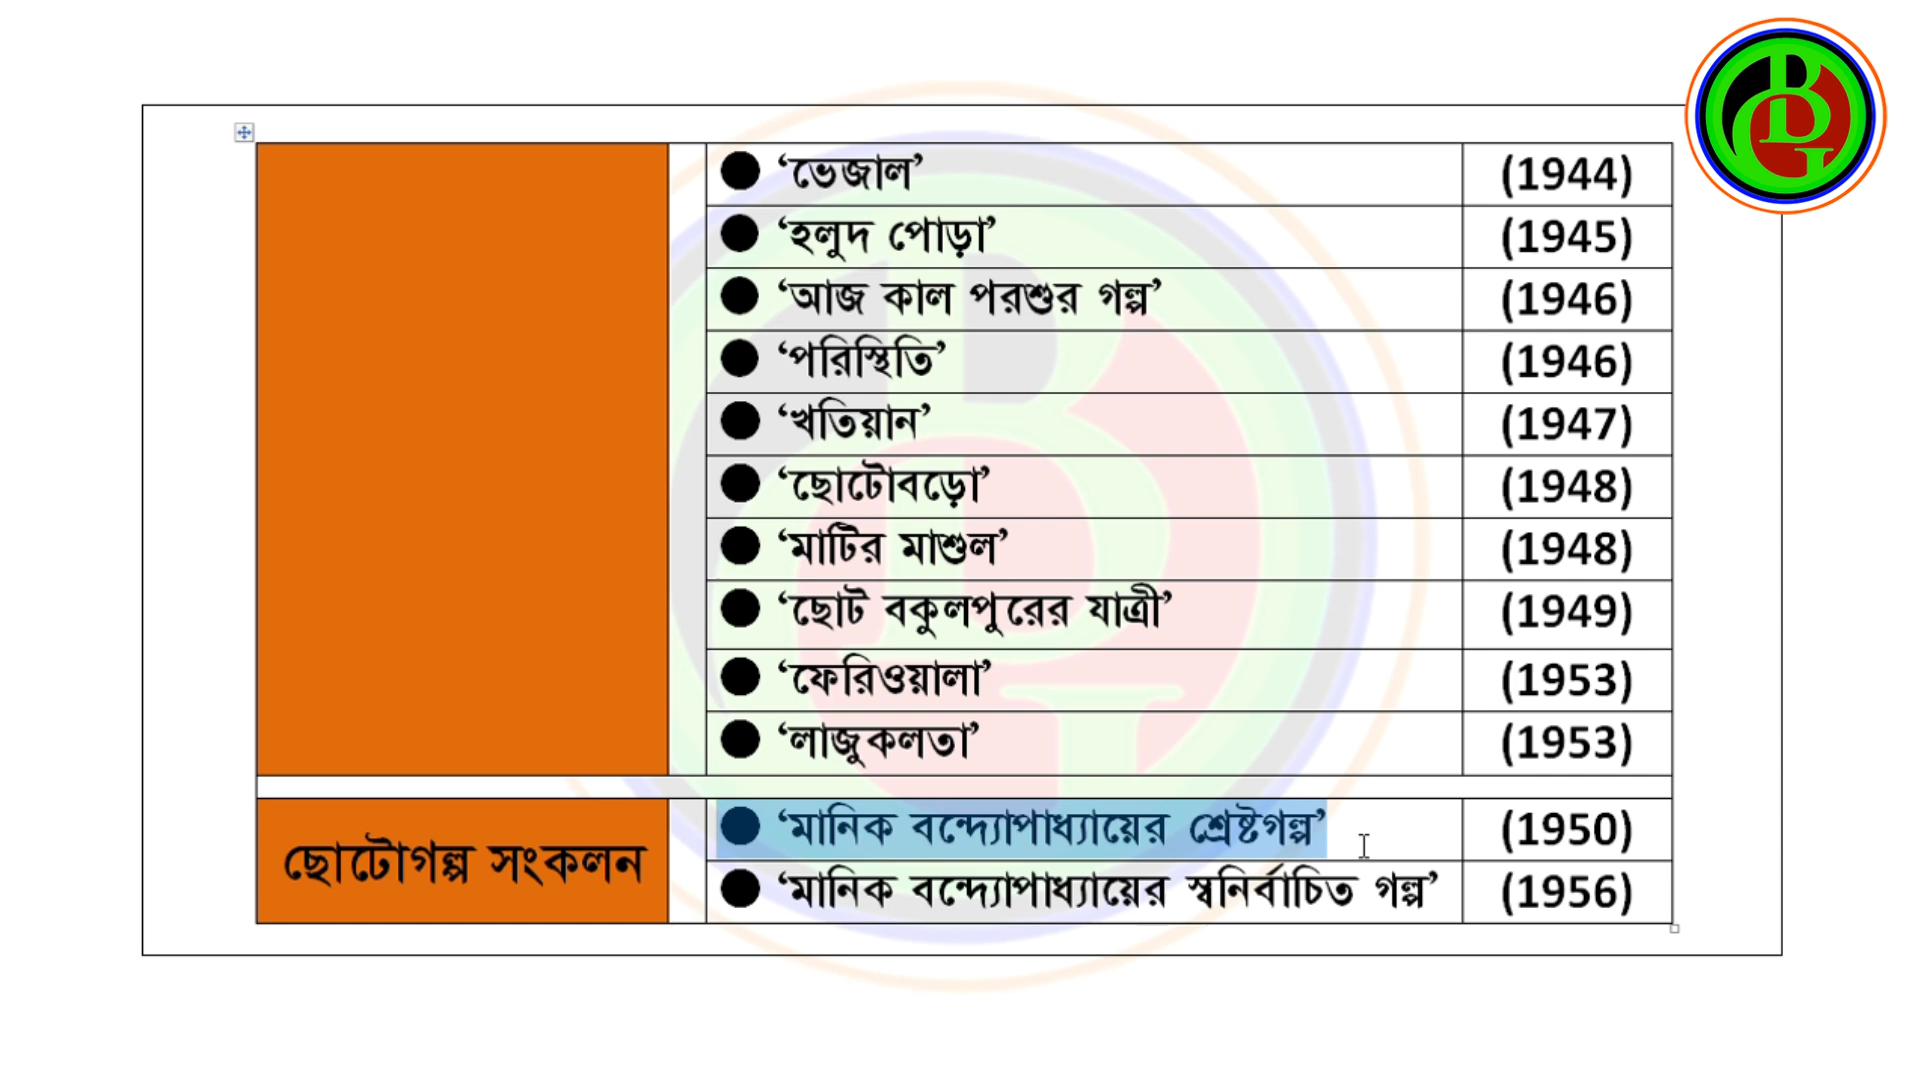 ● ‘ভেজাল’ (1944)
● ‘হলুদ পোড়া’ (1945)
● ‘আজ কাল পরশুর গল্প’ (1946)
● ‘পরিস্থিতি’ (1946)
● ‘খতিয়ান’ (1947)
● ‘ছোটোবড়ো’ (1948)
● ‘মাটির মাশুল’ (1948)
● ‘ছোট বকুলপুরের যাত্রী’ (1949)
● ‘ফেরিওয়ালা’ (1953)
● ‘লাজুকলতা’ (1953)
ছোটোগল্প সংকলন
● ‘মানিক বন্দ্যোপাধ্যায়ের শ্রেষ্টগল্প’ (1950)
● ‘মানিক বন্দ্যোপাধ্যায়ের স্বনির্বাচিত গল্প’ (1956)